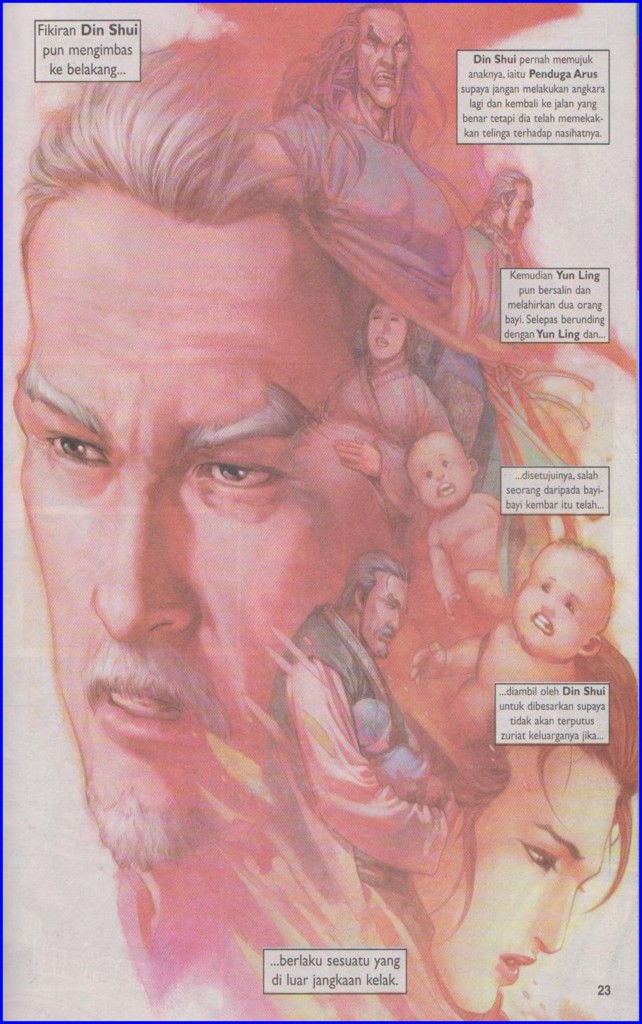 Fikiran Din Shui
pun mengimbas
ke belakang...
Din Shui pernah memujuk
anaknya, iaitu Penduga Arus
supaya jangan melakukan angkara
lagi dan kembali ke jalan yang
benar tetapi dia telah memekak-
kan telinga terhadap nasihatnya.
Kemudian Yun Ling
pun bersalin dan
melahirkan dua orang
bayi. Selepas berunding
dengan Yun Ling dan...
...disetujuinya, salah
seorang daripada bayi-
bayi kembar itu telah...
...diambil oleh Din Shui
untuk dibesarkan supaya
tidak akan terputus
zuriat keluarganya jika...
...berlaku sesuatu yang
di luar jangkaan kelak.
23